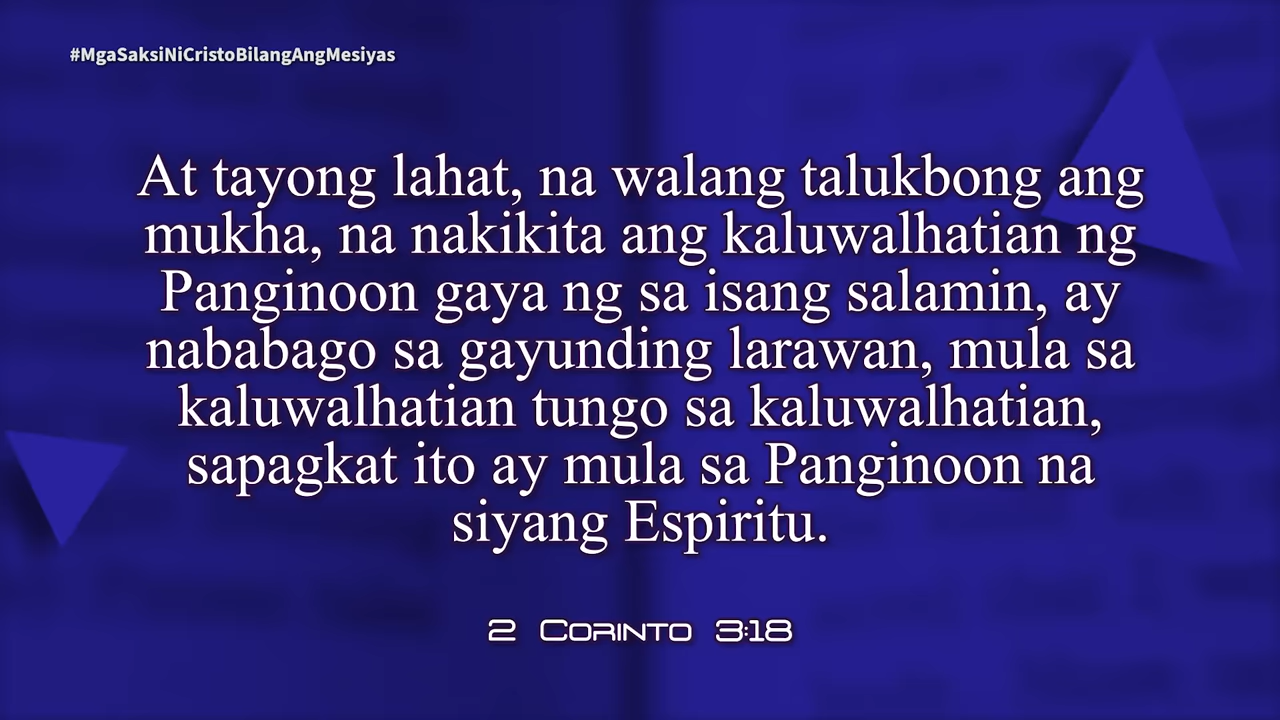 #MgaSaksiNiCristoBilangAngMesiyas
At tayong lahat, na walang talukbong ang
mukha, na nakikita ang kaluwalhatian ng
Panginoon gaya ng sa isang salamin, ay
nababago sa gayunding larawan, mula sa
kaluwalhatian tungo sa kaluwalhatian,
sapagkat ito ay mula sa Panginoon na
siyang Espiritu.
2 Corinto 3:18